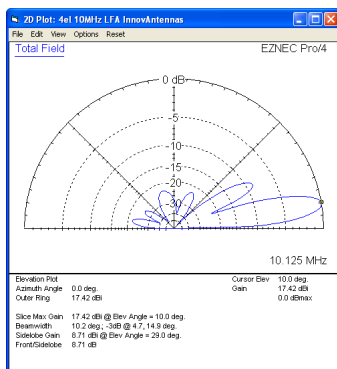 2D Plot: 4el 10MHz LFA InnovAntennas
File Edit View Options Reset
Total Field
EZNEC Pro/4
0 dB
-5
-10
-15
-20
-30
10.125 MHz
Elevation Plot
Azimuth Angle 0.0 deg.
Outer Ring 17.42 dBi
Cursor Elev 10.0 deg.
Gain 17.42 dBi
0.0 dBmax
Slice Max Gain 17.42 dBi @ Elev Angle = 10.0 deg.
Beamwidth 10.2 deg.; -3dB @ 4.7, 14.9 deg.
Sidelobe Gain 8.71 dBi @ Elev Angle = 29.0 deg.
Front/Sidelobe 8.71 dB